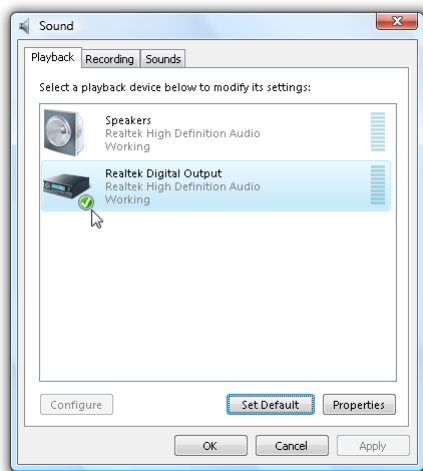 Sound
Playback Recording Sounds
Select a playback device below to modify its settings:
Speakers
Realtek High Definition Audio
Working
Realtek Digital Output
Realtek High Definition Audio
Working
Configure Set Default Properties
OK Cancel Apply